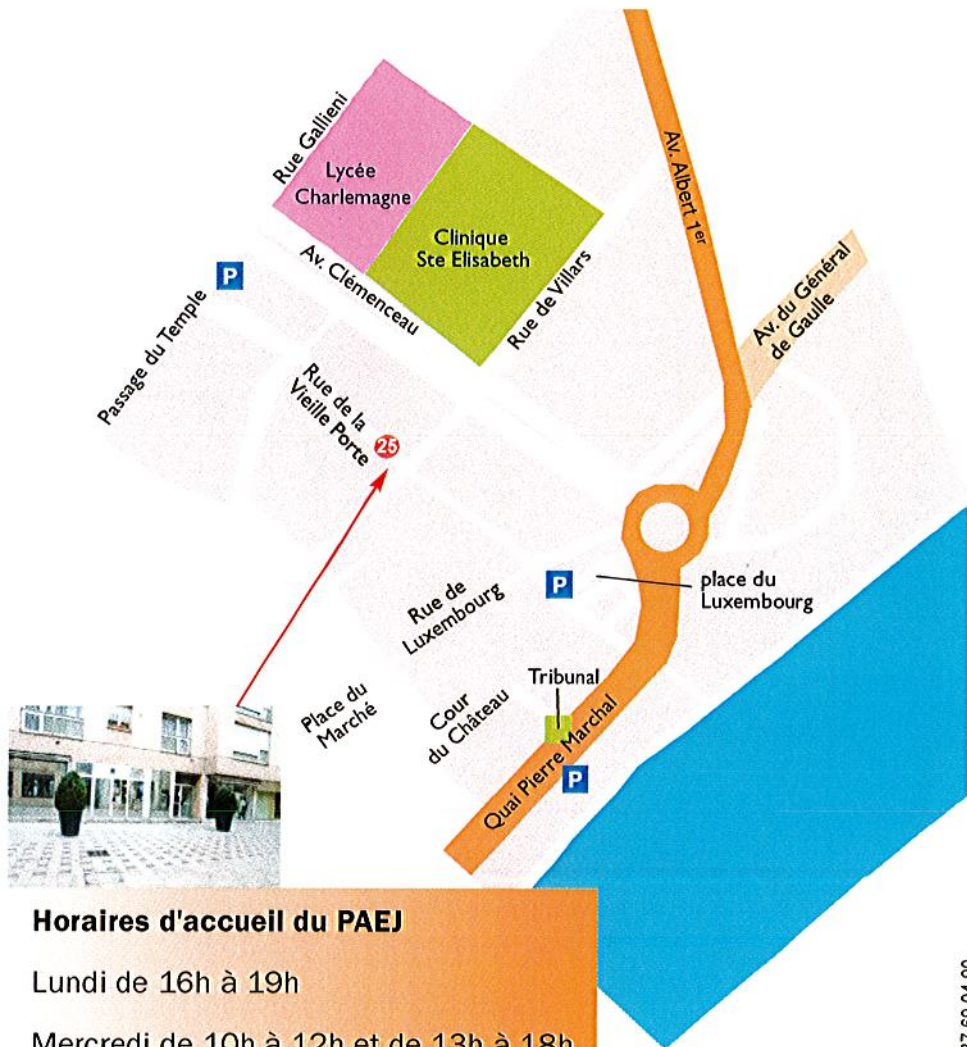 Rue Gallieni
Lycée
Charlemagne
Clinique
Ste Elisabeth
Av. Albert 1er
Av. Clémenceau
Rue de Villars
Av. du Général
de Gaulle
P
Passage du Temple
Rue de la
Vieille Porte
25
Rue de
Luxembourg
P
place du
Luxembourg
Tribunal
Place du
Marché
Cour
du Château
Quai Pierre Marchal
P
Horaires d'accueil du PAEJ
Lundi de 16h à 19h
Mercredi de 10h à 12h et de 13h à 18h